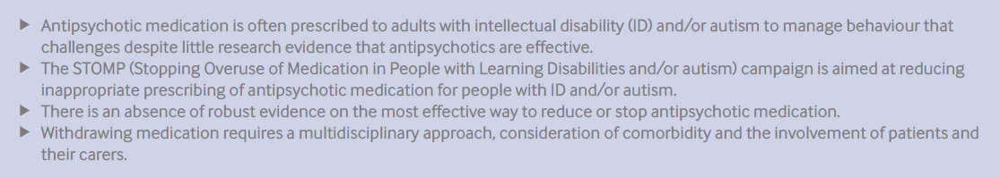 ▶ Antipsychotic medication is often prescribed to adults with intellectual disability (ID) and/or autism to manage behaviour that
challenges despite little research evidence that antipsychotics are effective.
▶ The STOMP (Stopping Overuse of Medication in People with Learning Disabilities and/or autism) campaign is aimed at reducing
inappropriate prescribing of antipsychotic medication for people with ID and/or autism.
▶ There is an absence of robust evidence on the most effective way to reduce or stop antipsychotic medication.
▶ Withdrawing medication requires a multidisciplinary approach, consideration of comorbidity and the involvement of patients and
their carers.